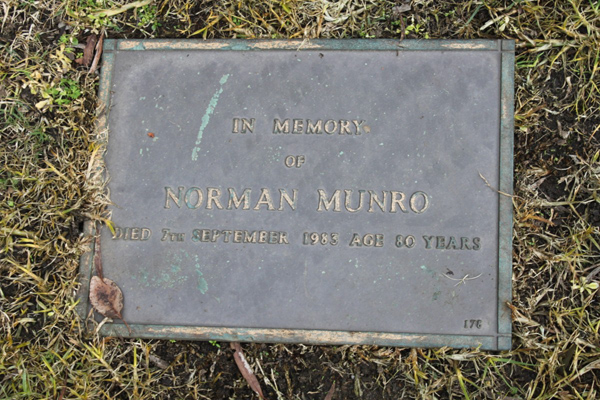 IN MEMORY
OF
NORMAN MUNRO
DIED 7TH SEPTEMBER 1983 AGE 80 YEARS
178